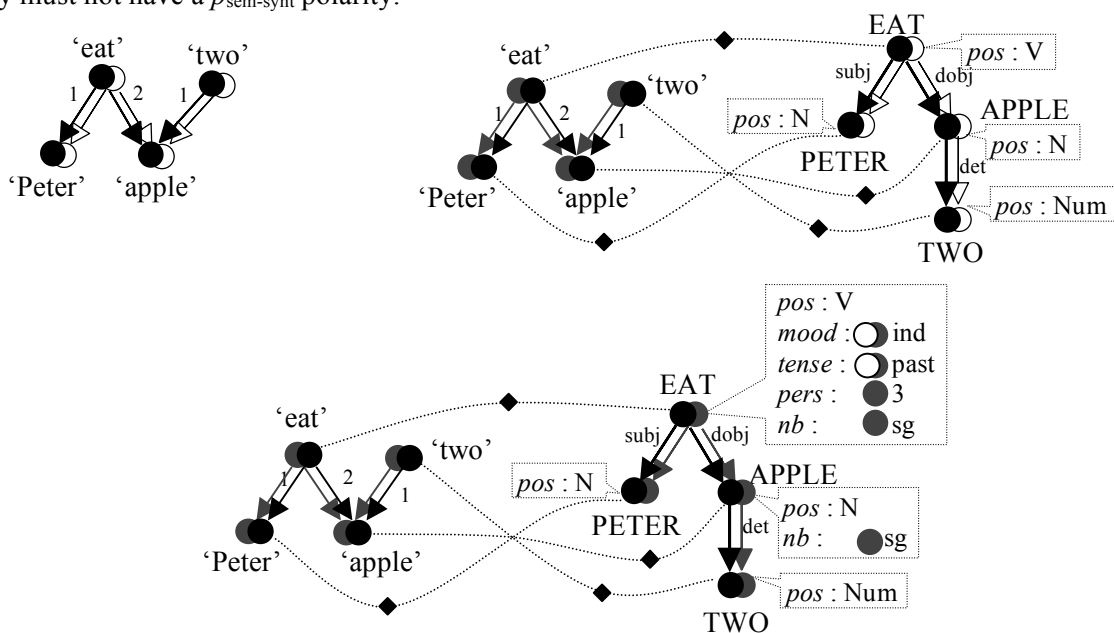 y must not have a psem-synt polarity.
'eat'
'two'
1
2
1
'Peter'
'apple'
'eat'
'two'
1
2
1
'Peter'
'apple'
EAT
pos : V
subj
dobj
pos : N
PETER
APPLE
pos : N
det
pos : Num
TWO
pos : V
mood : ind
tense : past
pers : 3
nb : sg
'eat'
'two'
1
2
1
'Peter'
'apple'
EAT
subj
dobj
pos : N
PETER
APPLE
pos : N
nb : sg
det
pos : Num
TWO